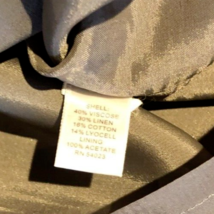 SHELL:
40% VISCOSE
30% LINEN
16% COTTON
14% LYOCELL
LINING
100% ACETATE
RN 54023